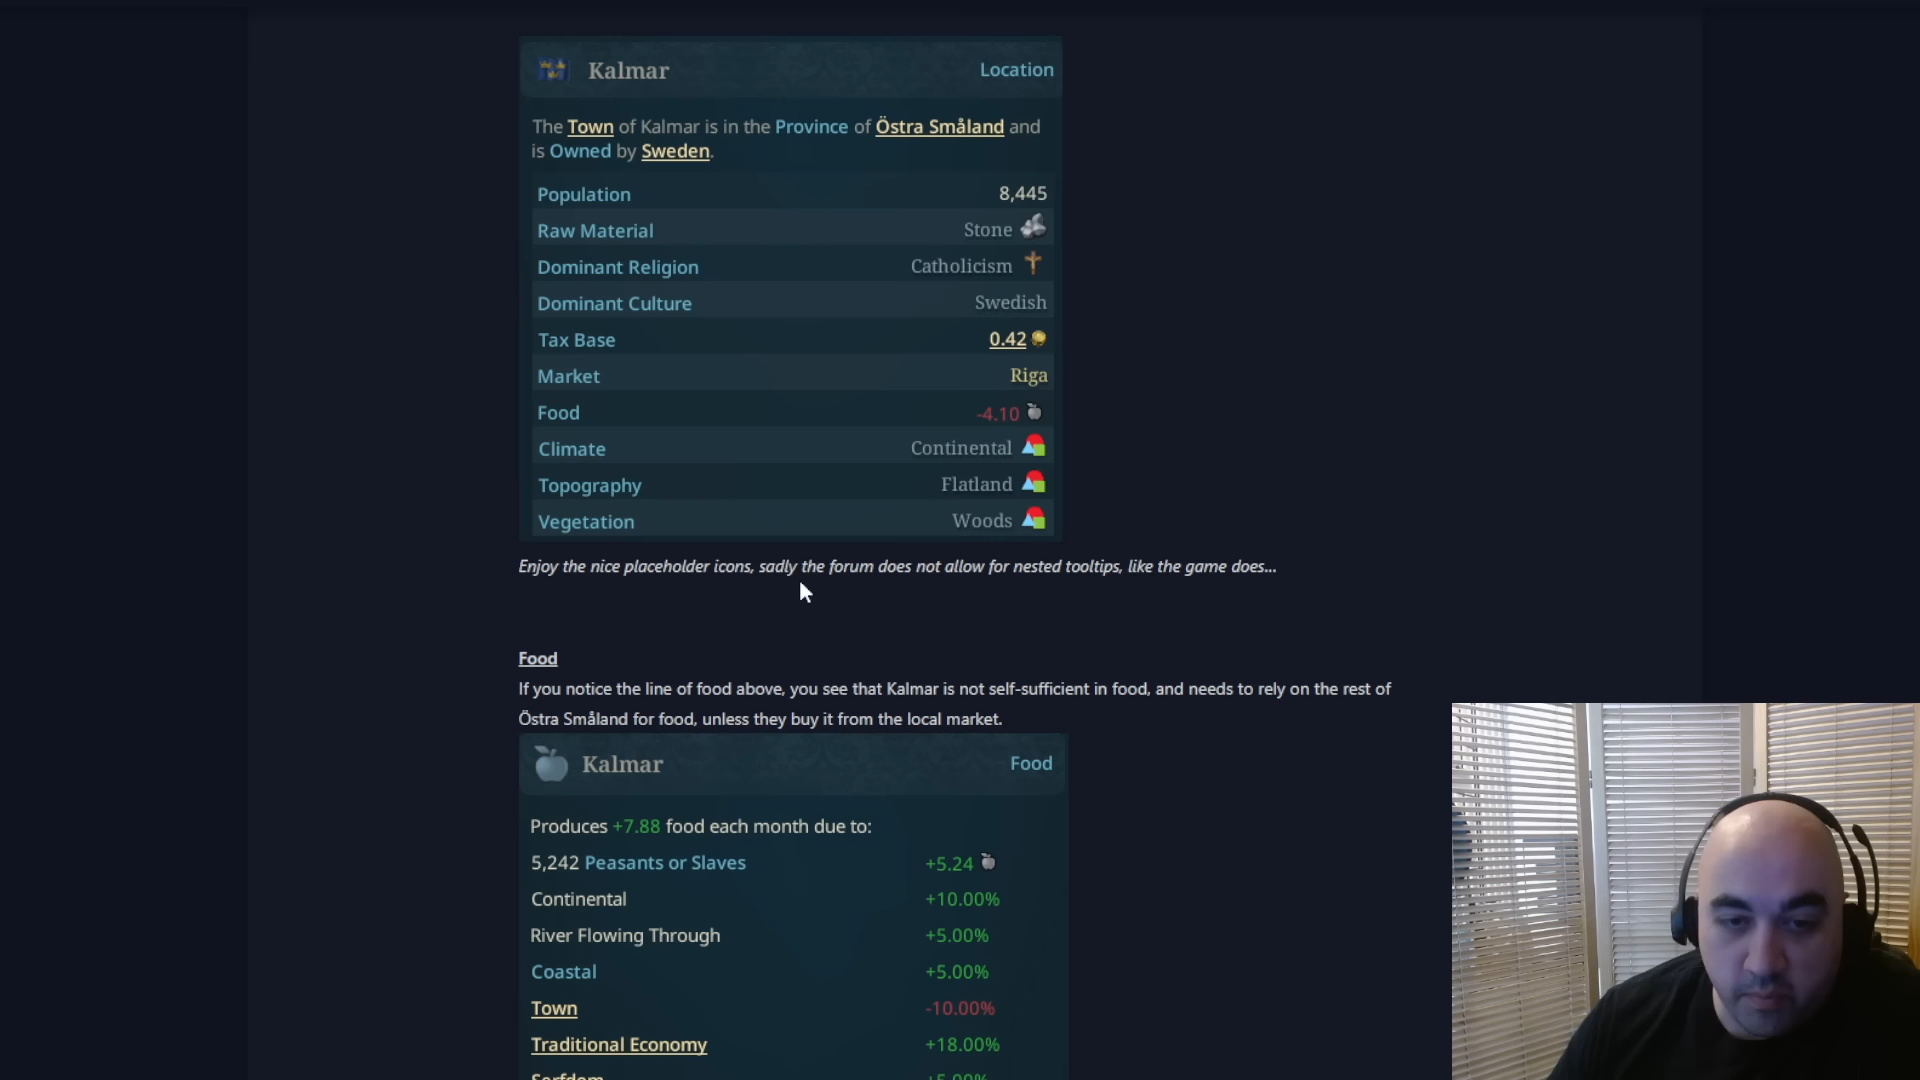 Kalmar Location
The Town of Kalmar is in the Province of Östra Småland and
is Owned by Sweden.
Population 8,445
Raw Material Stone
Dominant Religion Catholicism
Dominant Culture Swedish
Tax Base 0.42
Market Riga
Food -4.10
Climate Continental
Topography Flatland
Vegetation Woods
Enjoy the nice placeholder icons, sadly the forum does not allow for nested tooltips, like the game does...
Food
If you notice the line of food above, you see that Kalmar is not self-sufficient in food, and needs to rely on the rest of
Östra Småland for food, unless they buy it from the local market.
Kalmar Food
Produces +7.88 food each month due to:
5,242 Peasants or Slaves +5.24
Continental +10.00%
River Flowing Through +5.00%
Coastal +5.00%
Town -10.00%
Traditional Economy +18.00%
Serfdom +5.00%